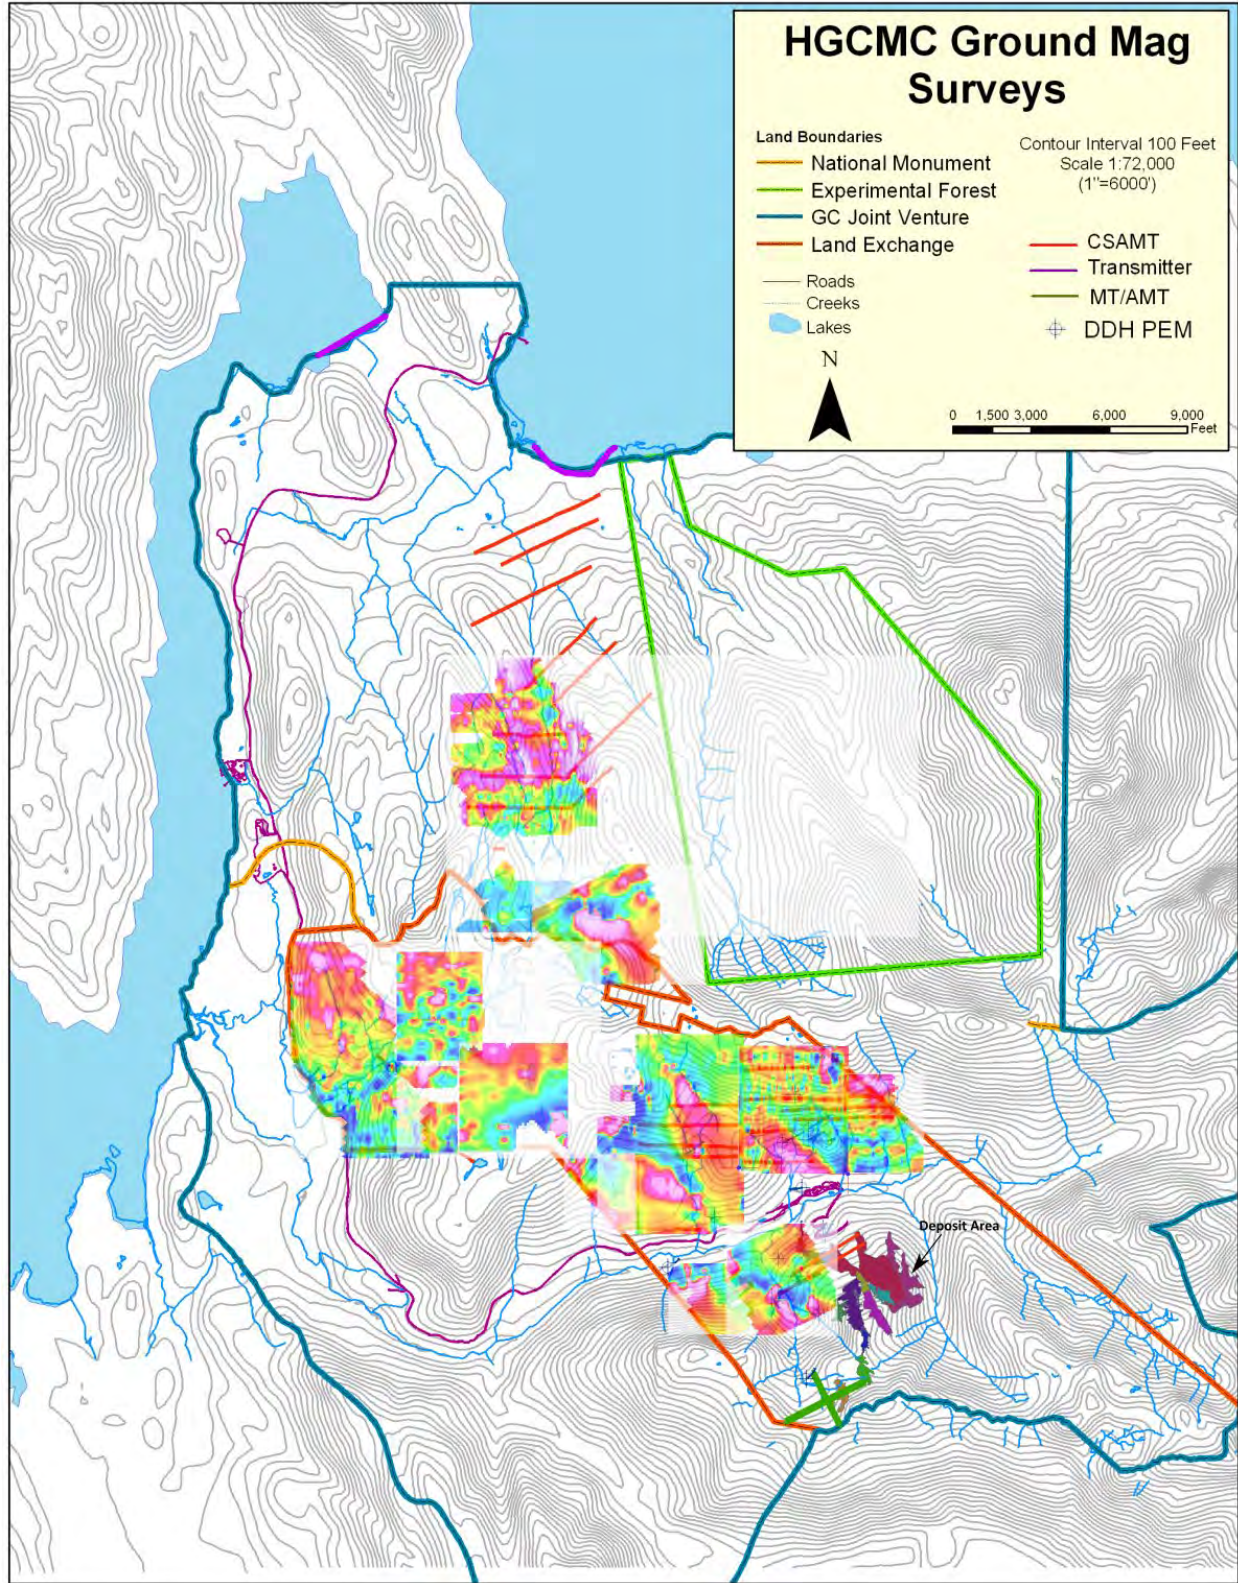 HGCMC Ground Mag
Surveys
Land Boundaries
National Monument
Experimental Forest
GC Joint Venture
Land Exchange
Roads
Creeks
Lakes
Contour Interval 100 Feet
Scale 1:72,000
(1"=6000')
CSAMT
Transmitter
MT/AMT
DDH PEM
N
0 1,500 3,000 6,000 9,000
Feet
Deposit Area